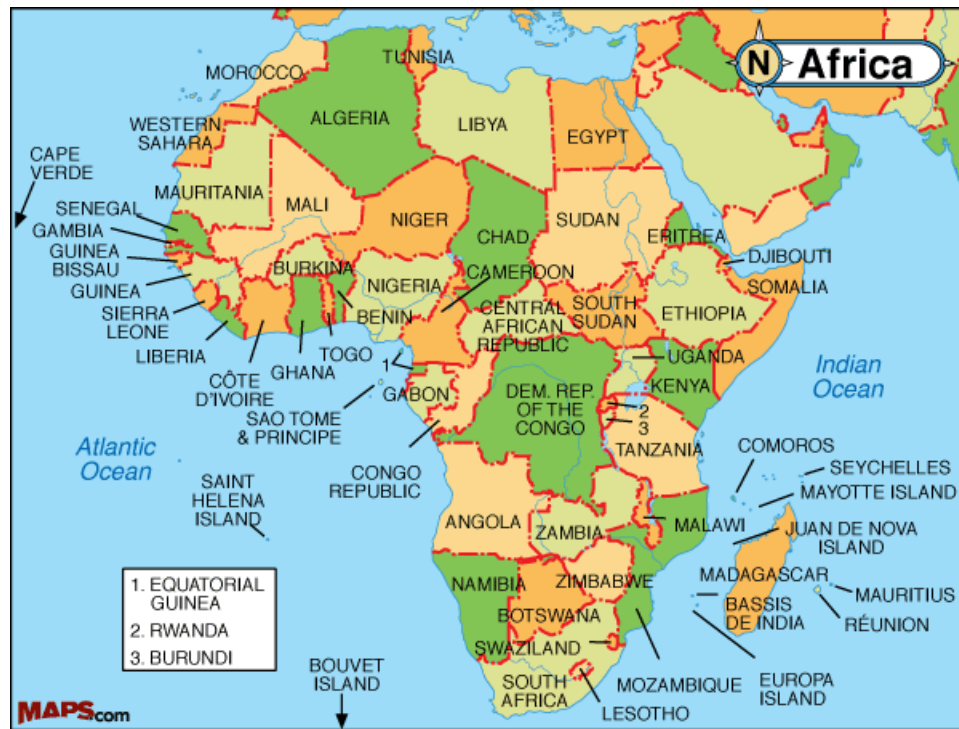 N Africa
TUNISIA
MOROCCO
ALGERIA
LIBYA
EGYPT
WESTERN
SAHARA
CAPE
VERDE
MAURITANIA
MALI
NIGER
CHAD
SUDAN
ERITREA
SENEGAL
GAMBIA
GUINEA
BISSAU
GUINEA
SIERRA
LEONE
LIBERIA
BURKINA
NIGERIA
BENIN
CAMEROON
CENTRAL
AFRICAN
REPUBLIC
SOUTH
SUDAN
DJIBOUTI
SOMALIA
ETHIOPIA
CÔTE
D'IVOIRE
GHANA
TOGO
1
GABON
SAO TOME
& PRINCIPE
CONGO
REPUBLIC
DEM. REP.
OF THE
CONGO
UGANDA
KENYA
2
3
TANZANIA
Indian
Ocean
Atlantic
Ocean
SAINT
HELENA
ISLAND
COMOROS
SEYCHELLES
MAYOTTE ISLAND
JUAN DE NOVA
ISLAND
ANGOLA
ZAMBIA
MALAWI
NAMIBIA
ZIMBABWE
BOTSWANA
MADAGASCAR
MAURITIUS
BASSIS
DE INDIA
RÉUNION
SWAZILAND
SOUTH
AFRICA
MOZAMBIQUE
LESOTHO
EUROPA
ISLAND
BOUVET
ISLAND
1. EQUATORIAL
GUINEA
2. RWANDA
3. BURUNDI
MAPS.com